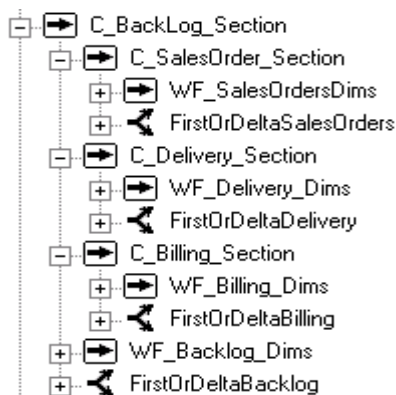 C_BackLog_Section
C_SalesOrder_Section
WF_SalesOrdersDims
FirstOrDeltaSalesOrders
C_Delivery_Section
WF_Delivery_Dims
FirstOrDeltaDelivery
C_Billing_Section
WF_Billing_Dims
FirstOrDeltaBilling
WF_Backlog_Dims
FirstOrDeltaBacklog